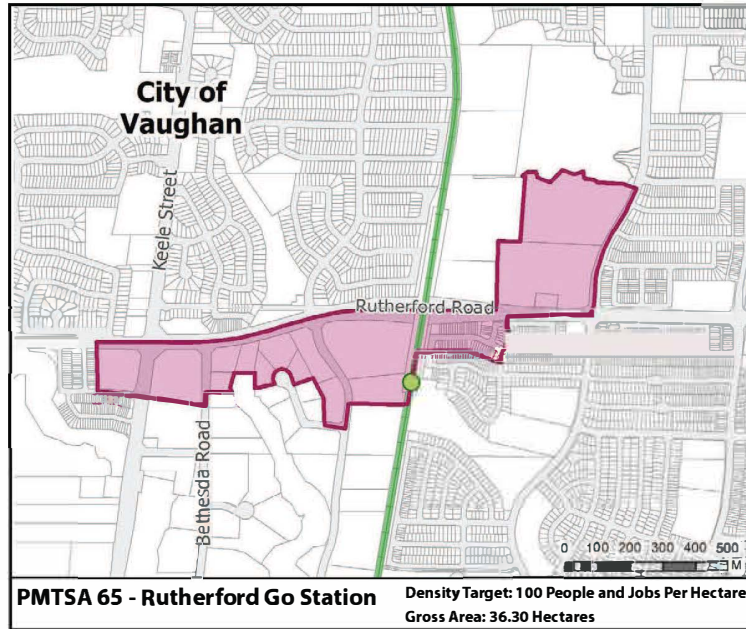 City of
Vaughan
Keele Street
Rutherford Road
Bethesda Road
0 100 200 300 400 500
M
PMTSA 65 - Rutherford Go Station
Density Target: 100 People and Jobs Per Hectare
Gross Area: 36.30 Hectares